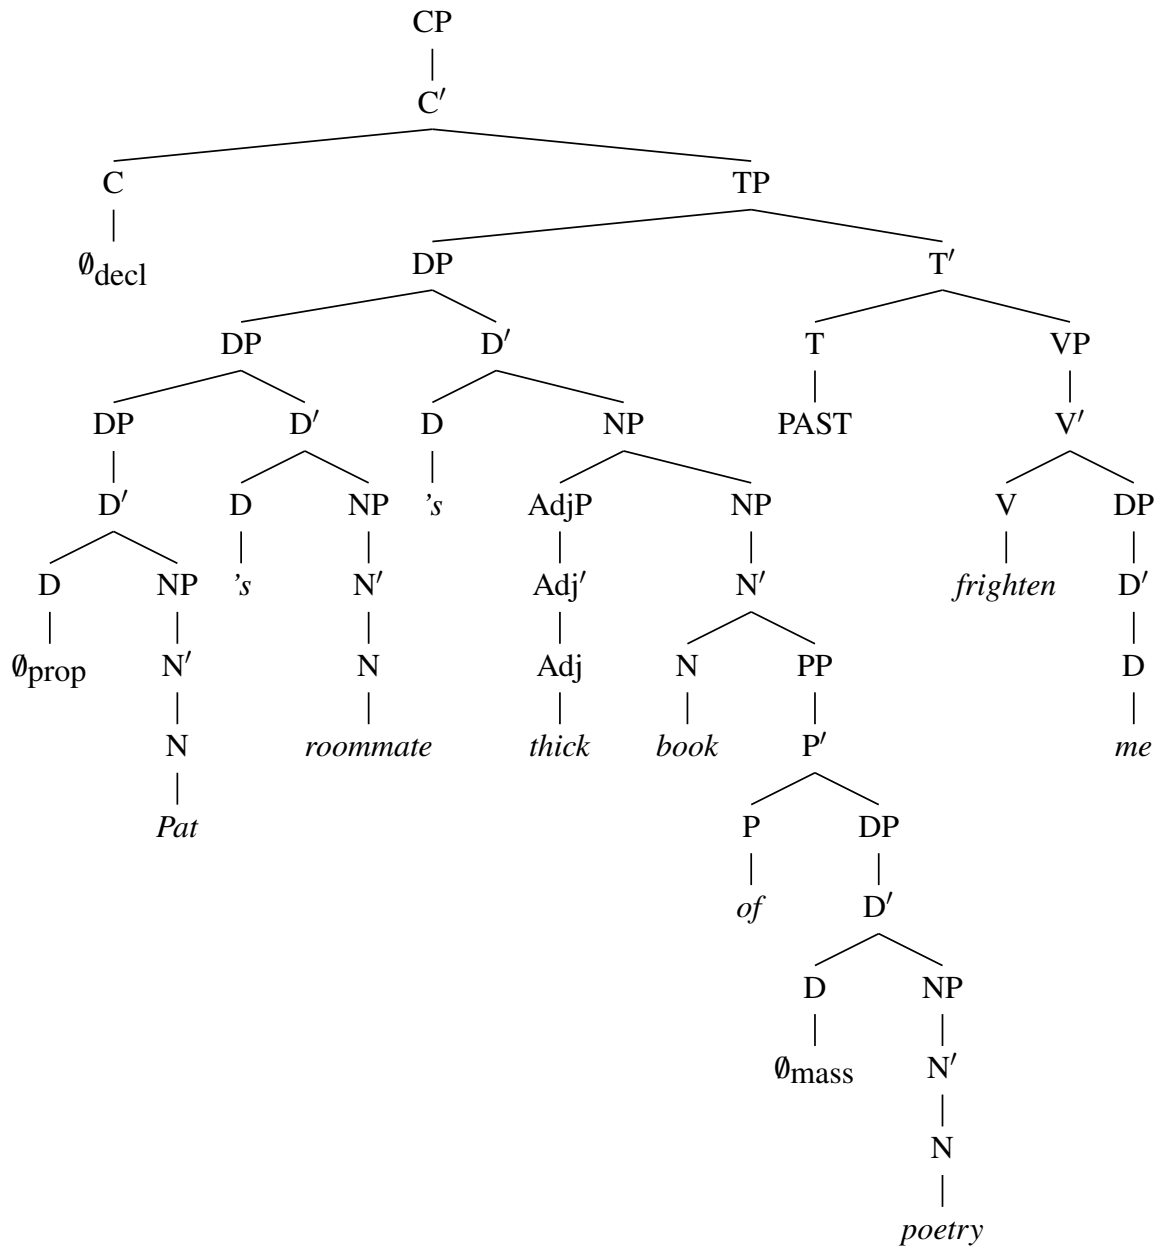 CP
C′
C TP
∅decl DP T′
DP D′ T VP
DP D′ D NP PAST V′
D′ D NP ’s AdjP NP V DP
D NP ’s N′ Adj′ N′ frighten D′
∅prop N′ N Adj N PP D
N roommate thick book P′ me
Pat P DP
of D′
D NP
∅mass N′
N
poetry